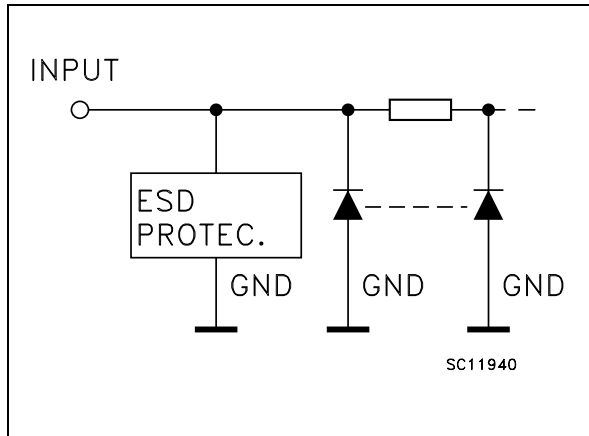 INPUT
ESD
PROTEC.
GND
GND
GND
SC11940